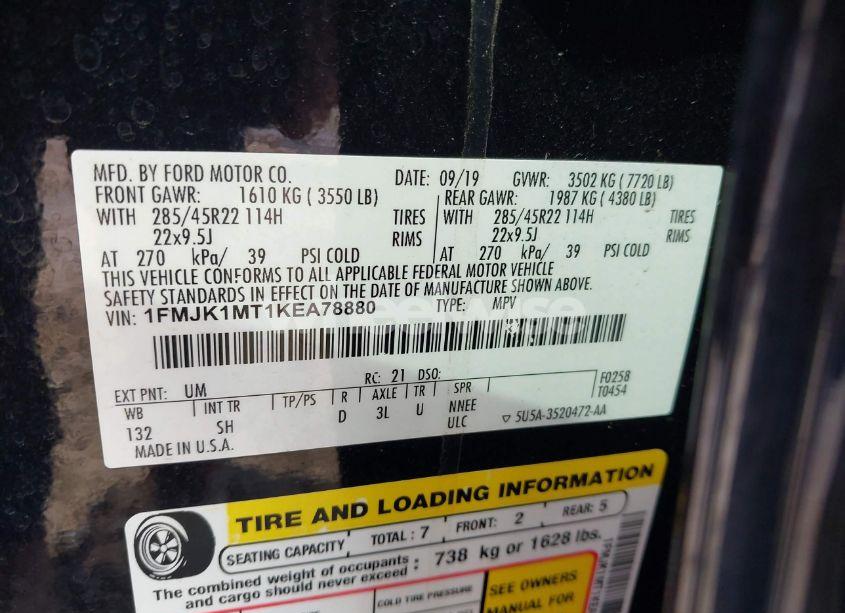 MFD. BY FORD MOTOR CO. DATE: 09/19 GVWR: 3502 KG ( 7720 LB)
FRONT GAWR: 1610 KG ( 3550 LB) REAR GAWR: 1987 KG ( 4380 LB)
WITH 285/45R22 114H TIRES WITH 285/45R22 114H TIRES
22x9.5J RIMS 22x9.5J RIMS
AT 270 kPa/ 39 PSI COLD AT 270 kPa/ 39 PSI COLD
THIS VEHICLE CONFORMS TO ALL APPLICABLE FEDERAL MOTOR VEHICLE
SAFETY STANDARDS IN EFFECT ON THE DATE OF MANUFACTURE SHOWN ABOVE.
VIN: 1FMJK1MT1KEA78880 TYPE: MPV
EXT PNT: UM RC: 21 DSO: F0258
T0454
WB INT TR TP/PS R AXLE TR SPR
132 SH D 3L U NNEE
ULC ▽ 5U5A-3520472-AA
MADE IN U.S.A.
TIRE AND LOADING INFORMATION
SEATING CAPACITY TOTAL : 7 FRONT: 2 REAR: 5
The combined weight of occupants and cargo should never exceed : 738 kg or 1628 lbs.
COLD TIRE PRESSURE SEE OWNERS
MANUAL FOR